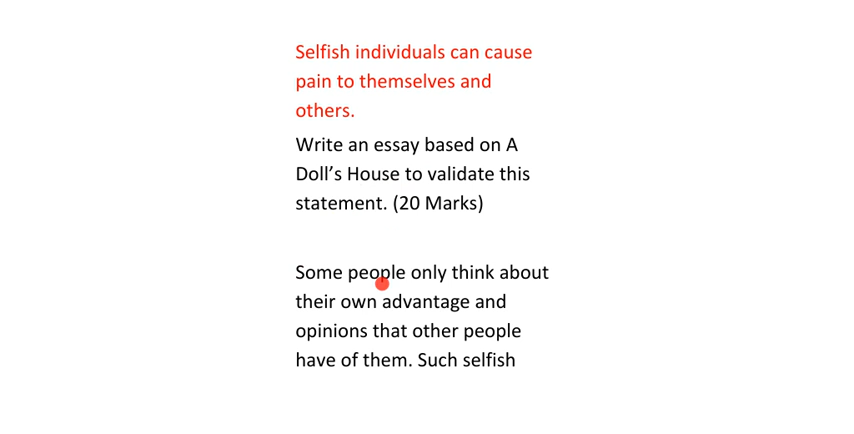 Selfish individuals can cause
pain to themselves and
others.
Write an essay based on A
Doll’s House to validate this
statement. (20 Marks)
Some people only think about
their own advantage and
opinions that other people
have of them. Such selfish